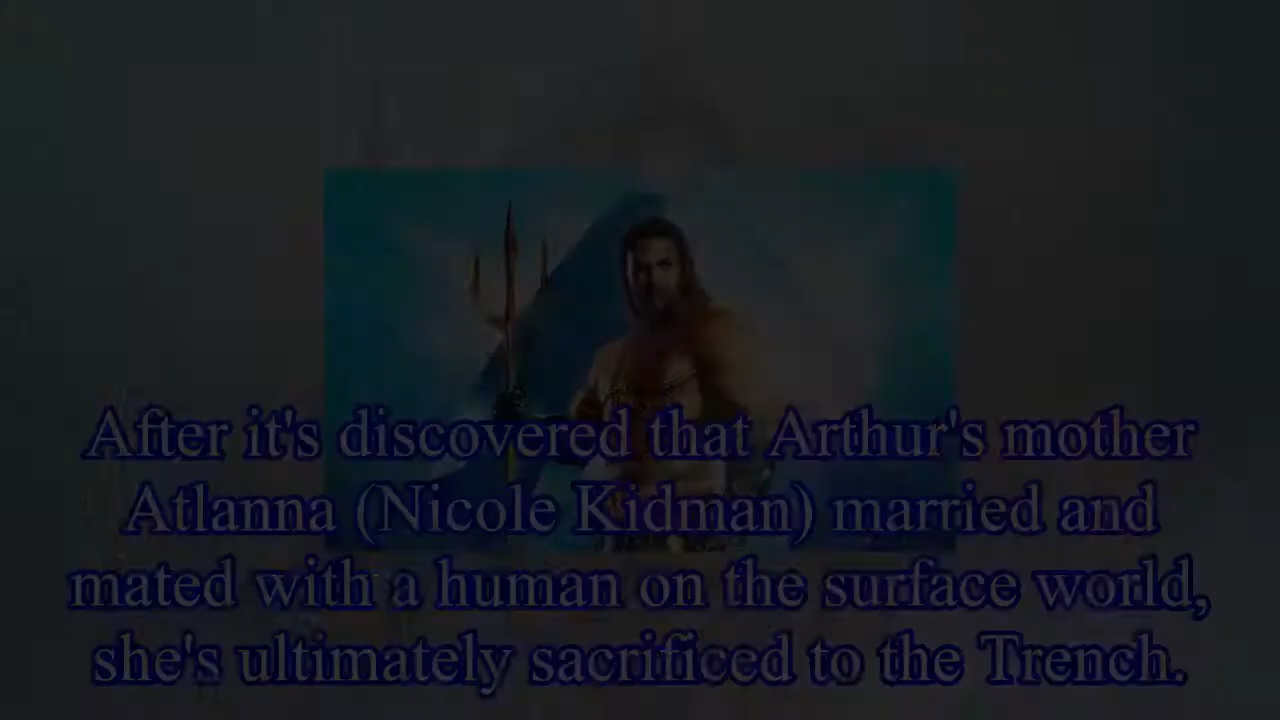 After it's discovered that Arthur's mother
Atlanna (Nicole Kidman) married and
mated with a human on the surface world,
she's ultimately sacrificed to the Trench.